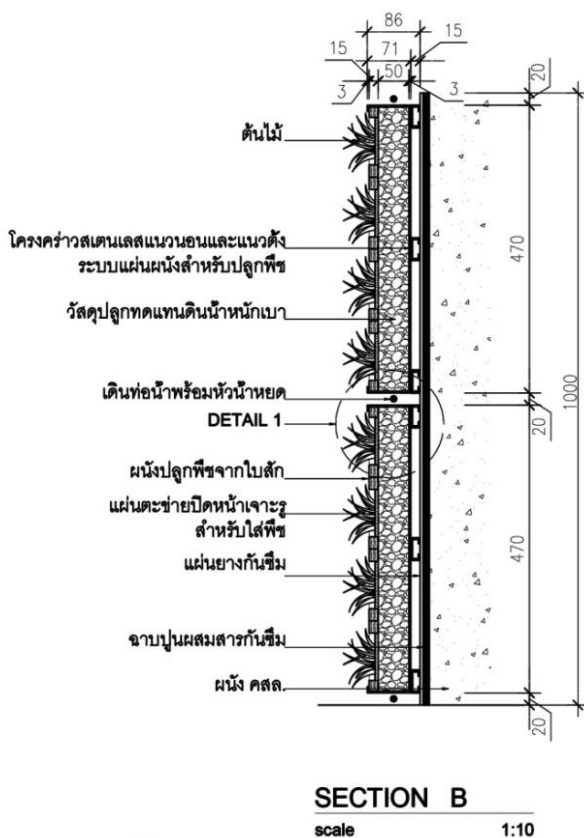 86
15
71
15
50
3
3
20
ต้นไม้
โครงคร่าวสเตนเลสแนวนอนและแนวตั้ง
ระบบแผ่นผนังสำหรับปลูกพืช
470
วัสดุปลูกทดแทนดินน้ำหนักเบา
เดินท่อน้ำพร้อมหัวน้ำหยด
1000
DETAIL 1
20
ผนังปลูกพืชจากใบสัก
แผ่นตะข่ายปิดหน้าเจาะรู
สำหรับใส่พืช
470
แผ่นยางกันซึม
ฉาบปูนผสมสารกันซึม
ผนัง คสล.
20
SECTION B
scale 1:10